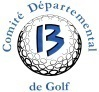 Comité Départemental
13
de Golf